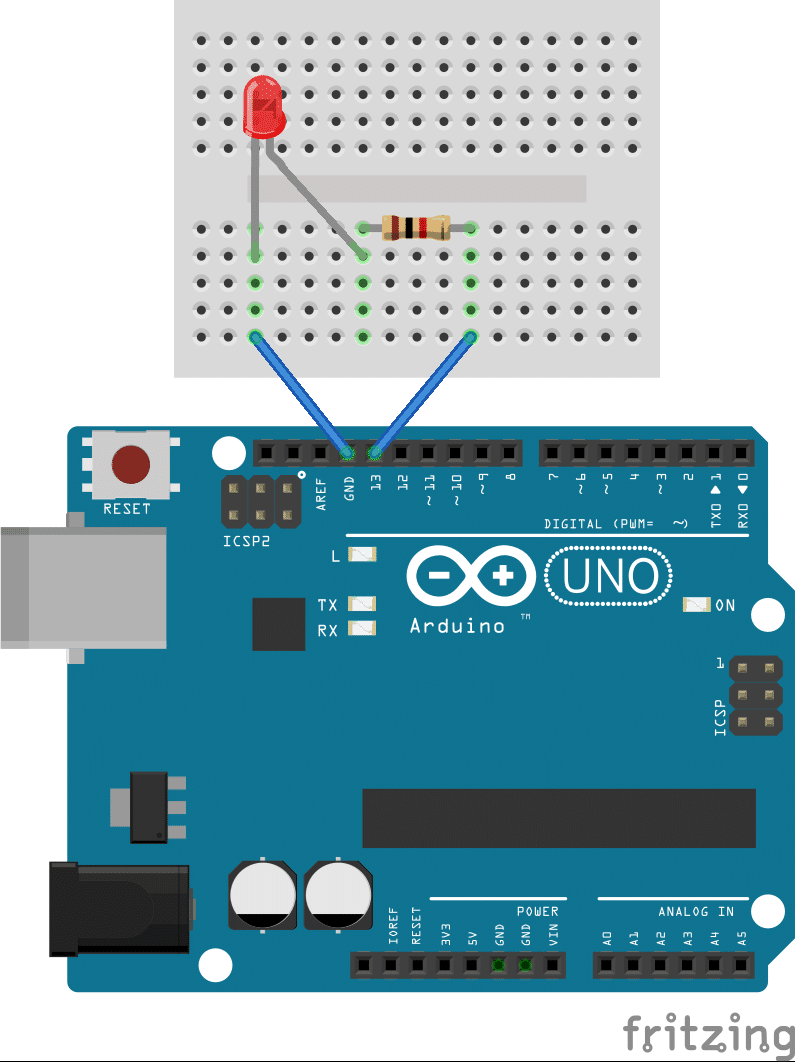 RESET
ICSP2
AREF
GND
13
12
~11
~10
~9
8
7
~6
~5
4
~3
2
TX0 ▶ 1
RX0 ◀ 0
DIGITAL (PWM= ~)
L
TX
RX
- +
UNO
Arduino ™
ON
1
ICSP
IOREF
RESET
3V3
5V
GND
GND
VIN
POWER
ANALOG IN
A0
A1
A2
A3
A4
A5
fritzing